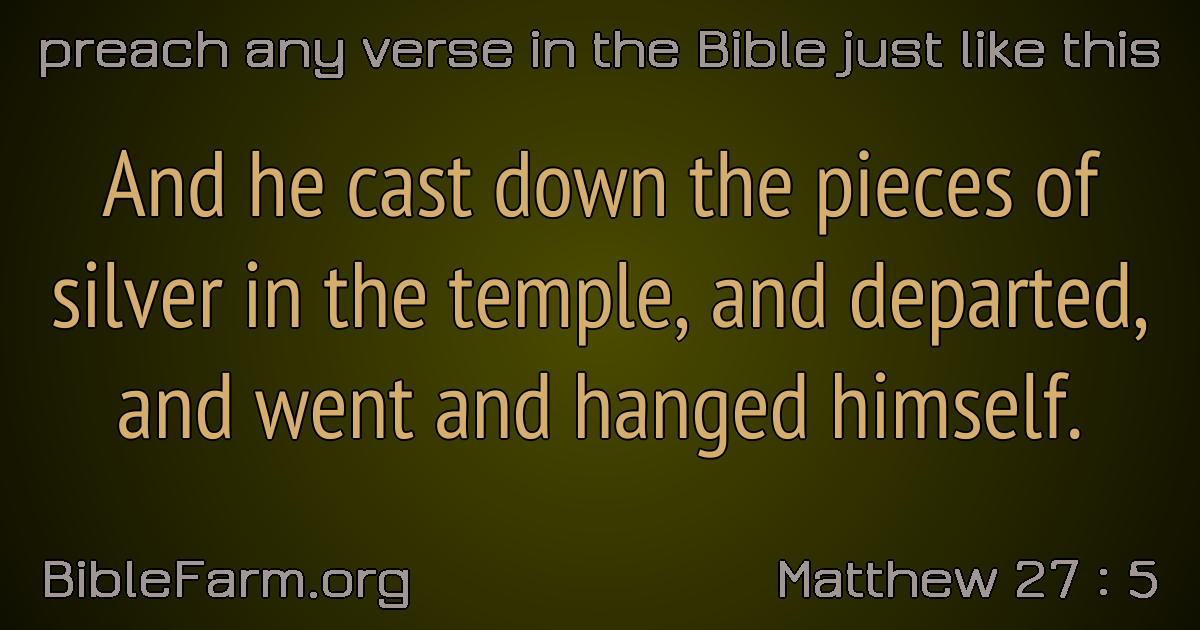 preach any verse in the Bible just like this
And he cast down the pieces of
silver in the temple, and departed,
and went and hanged himself.
BibleFarm.org
Matthew 27 : 5